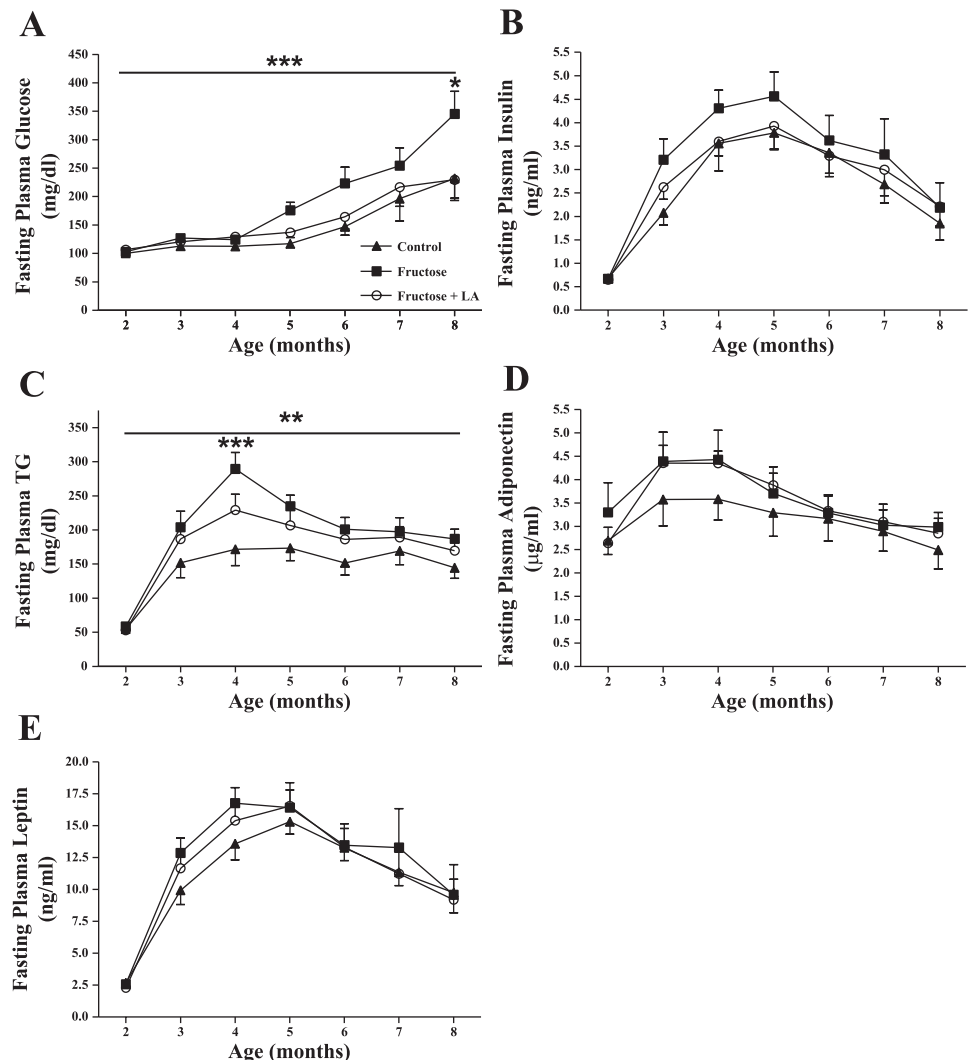 A
Fasting Plasma Glucose
(mg/dl)
450
400
350
300
250
200
150
100
50
0
***
*
Control
Fructose
Fructose + LA
2 3 4 5 6 7 8
Age (months)
B
Fasting Plasma Insulin
(ng/ml)
5.5
5.0
4.5
4.0
3.5
3.0
2.5
2.0
1.5
1.0
0.5
0.0
2 3 4 5 6 7 8
Age (months)
C
Fasting Plasma TG
(mg/dl)
350
300
250
200
150
100
50
0
**
***
2 3 4 5 6 7 8
Age (months)
D
Fasting Plasma Adiponectin
(µg/ml)
5.5
5.0
4.5
4.0
3.5
3.0
2.5
2.0
1.5
1.0
0.5
0.0
2 3 4 5 6 7 8
Age (months)
E
Fasting Plasma Leptin
(ng/ml)
20.0
17.5
15.0
12.5
10.0
7.5
5.0
2.5
0.0
2 3 4 5 6 7 8
Age (months)